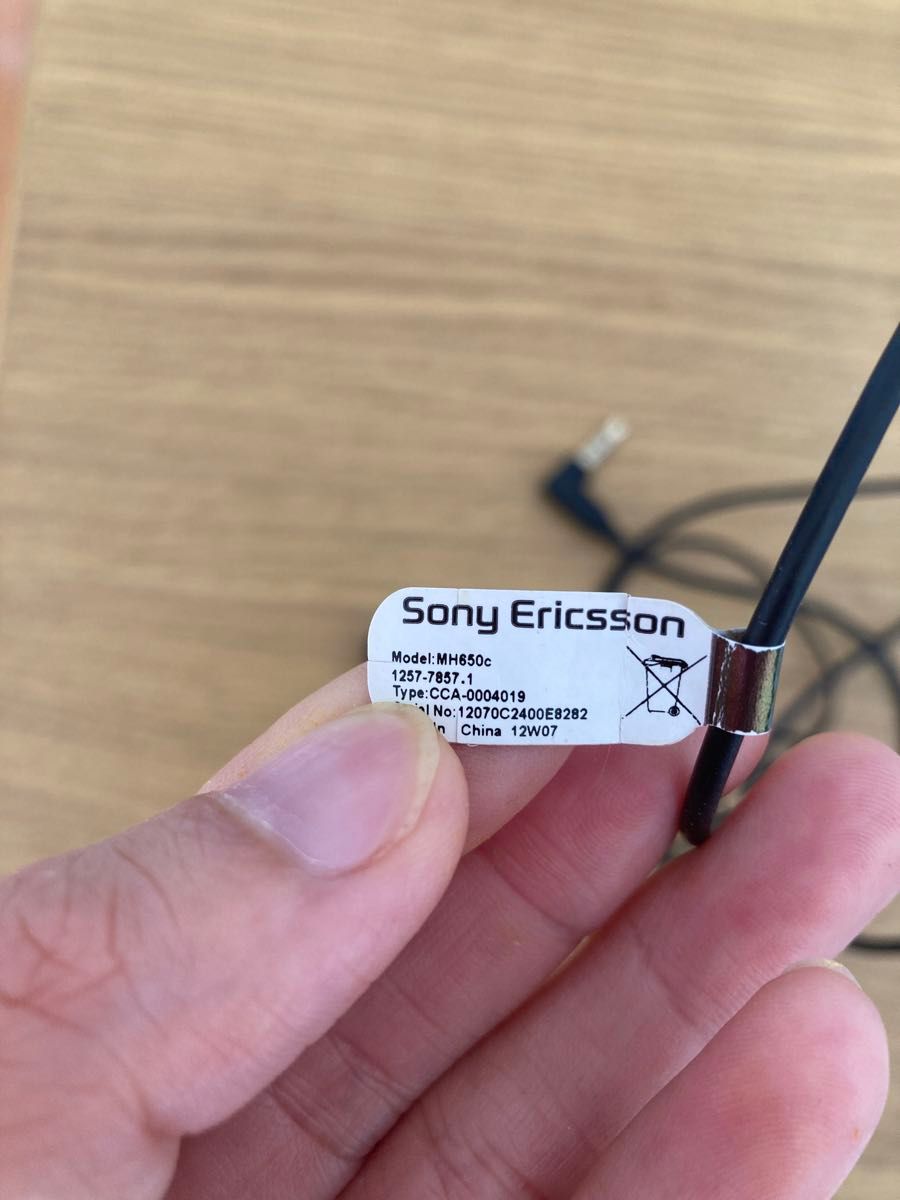 Sony Ericsson
Model:MH650c
1257-7857.1
Type:CCA-0004019
No:12070C2400E8282
China 12W07